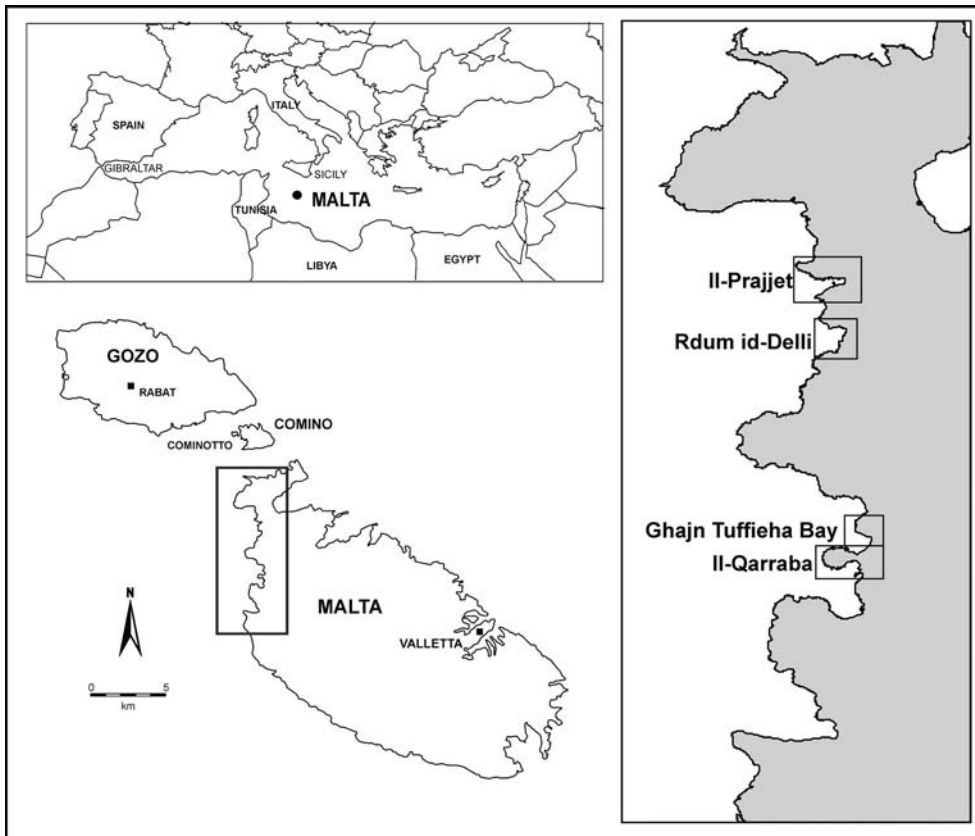 ITALY
SPAIN
GIBRALTAR
SICILY
MALTA
TUNISIA
LIBYA
EGYPT
GOZO
RABAT
COMINO
COMINOTTO
MALTA
VALLETTA
N
0 5
km
Il-Prajjet
Rdum id-Delli
Ghajn Tuffieha Bay
Il-Qarraba